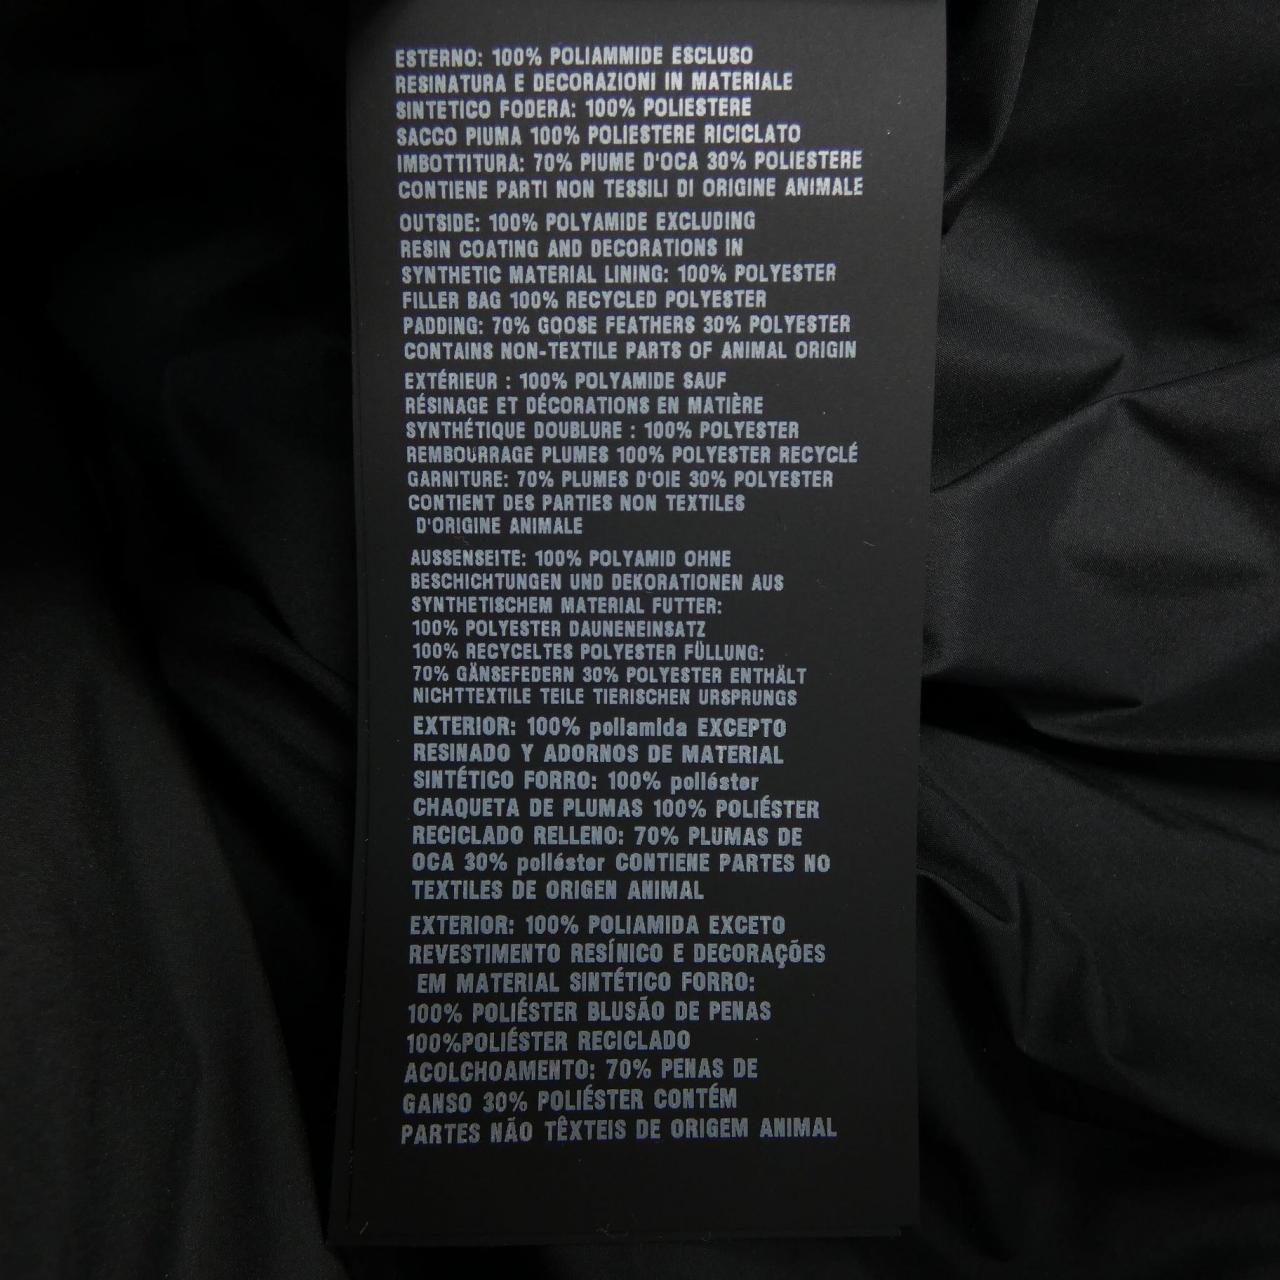 ESTERNO: 100% POLIAMMIDE ESCLUSO
RESINATURA E DECORAZIONI IN MATERIALE
SINTETICO FODERA: 100% POLIESTERE
SACCO PIUMA 100% POLIESTERE RICICLATO
IMBOTTITURA: 70% PIUME D'OCA 30% POLIESTERE
CONTIENE PARTI NON TESSILI DI ORIGINE ANIMALE
OUTSIDE: 100% POLYAMIDE EXCLUDING
RESIN COATING AND DECORATIONS IN
SYNTHETIC MATERIAL LINING: 100% POLYESTER
FILLER BAG 100% RECYCLED POLYESTER
PADDING: 70% GOOSE FEATHERS 30% POLYESTER
CONTAINS NON-TEXTILE PARTS OF ANIMAL ORIGIN
EXTÉRIEUR : 100% POLYAMIDE SAUF
RÉSINAGE ET DÉCORATIONS EN MATIÈRE
SYNTHÉTIQUE DOUBLURE : 100% POLYESTER
REMBOURRAGE PLUMES 100% POLYESTER RECYCLÉ
GARNITURE: 70% PLUMES D'OIE 30% POLYESTER
CONTIENT DES PARTIES NON TEXTILES
D'ORIGINE ANIMALE
AUSSENSEITE: 100% POLYAMID OHNE
BESCHICHTUNGEN UND DEKORATIONEN AUS
SYNTHETISCHEM MATERIAL FUTTER:
100% POLYESTER DAUNENEINSATZ
100% RECYCELTES POLYESTER FÜLLUNG:
70% GÄNSEFEDERN 30% POLYESTER ENTHÄLT
NICHTTEXTILE TEILE TIERISCHEN URSPRUNGS
EXTERIOR: 100% poliamida EXCEPTO
RESINADO Y ADORNOS DE MATERIAL
SINTÉTICO FORRO: 100% poliéster
CHAQUETA DE PLUMAS 100% POLIÉSTER
RECICLADO RELLENO: 70% PLUMAS DE
OCA 30% poliéster CONTIENE PARTES NO
TEXTILES DE ORIGEN ANIMAL
EXTERIOR: 100% POLIAMIDA EXCETO
REVESTIMENTO RESÍNICO E DECORAÇÕES
EM MATERIAL SINTÉTICO FORRO:
100% POLIÉSTER BLUSÃO DE PENAS
100%POLIÉSTER RECICLADO
ACOLCHOAMENTO: 70% PENAS DE
GANSO 30% POLIÉSTER CONTÉM
PARTES NÃO TÊXTEIS DE ORIGEM ANIMAL